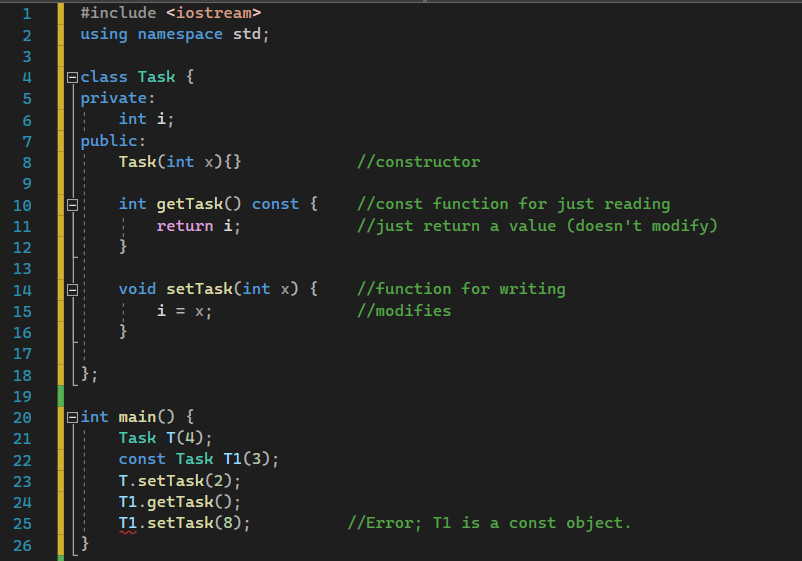 1 #include <iostream>
2 using namespace std;
3
4 class Task {
5 private:
6 int i;
7 public:
8 Task(int x){} //constructor
9
10 int getTask() const { //const function for just reading
11 return i; //just return a value (doesn't modify)
12 }
13
14 void setTask(int x) { //function for writing
15 i = x; //modifies
16 }
17
18 };
19
20 int main() {
21 Task T(4);
22 const Task T1(3);
23 T.setTask(2);
24 T1.getTask();
25 T1.setTask(8); //Error; T1 is a const object.
26 }